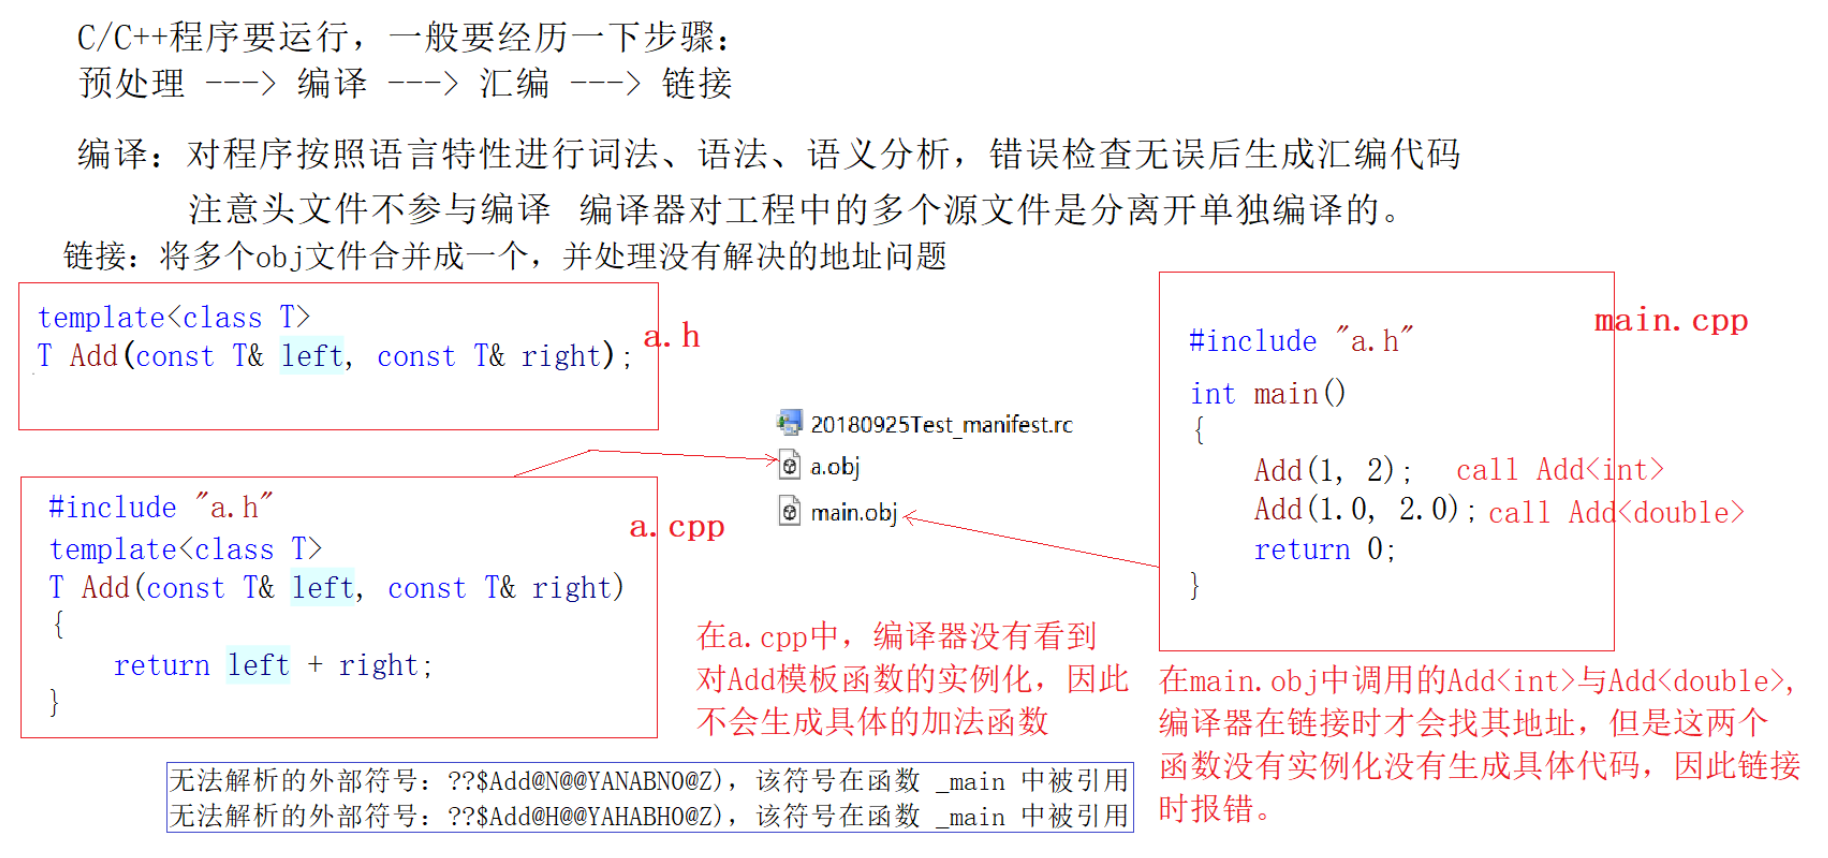 C/C++程序要运行，一般要经历一下步骤：
预处理 ---> 编译 ---> 汇编 ---> 链接
编译：对程序按照语言特性进行词法、语法、语义分析，错误检查无误后生成汇编代码
注意头文件不参与编译 编译器对工程中的多个源文件是分离开单独编译的。
链接：将多个obj文件合并成一个，并处理没有解决的地址问题
template<class T>
T Add(const T& left, const T& right);
a.h
#include "a.h"
template<class T>
T Add(const T& left, const T& right)
{
return left + right;
}
a.cpp
20180925Test_manifest.rc
a.obj
main.obj
main.cpp
#include "a.h"
int main()
{
Add(1, 2); call Add<int>
Add(1.0, 2.0); call Add<double>
return 0;
}
在a.cpp中，编译器没有看到
对Add模板函数的实例化，因此
不会生成具体的加法函数
在main.obj中调用的Add<int>与Add<double>,
编译器在链接时才会找其地址，但是这两个
函数没有实例化没有生成具体代码，因此链接
时报错。
无法解析的外部符号：??$Add@N@@YANABN0@Z)，该符号在函数 _main 中被引用
无法解析的外部符号：??$Add@H@@YAHABH0@Z)，该符号在函数 _main 中被引用